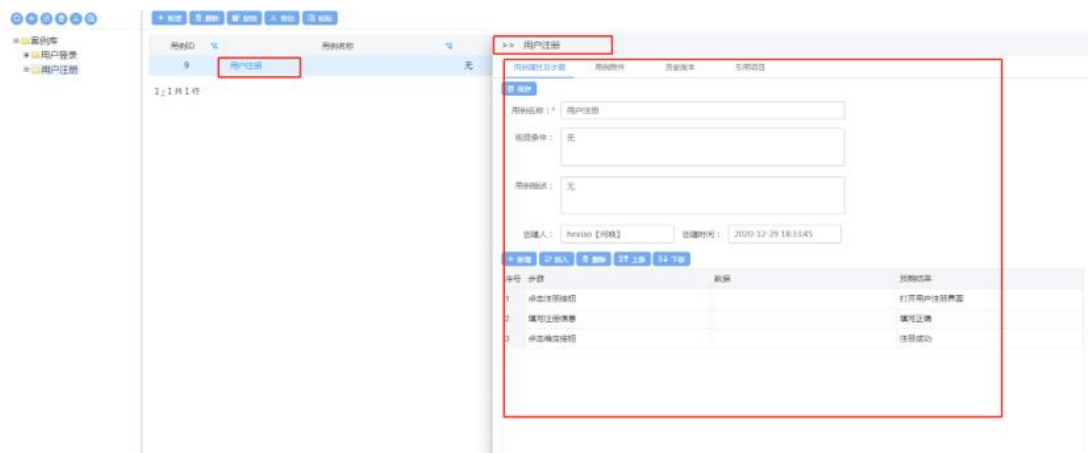 + 新增 删除 复制 移动 粘贴
案例库
用户登录
用户注册
用例ID 用例名称
9 用户注册 无
1-1 共 1 行
>> 用户注册
用例属性及步骤 用例附件 历史版本 引用项目
保存
用例名称：* 用户注册
前提条件： 无
用例描述： 无
创建人： hexiao【何晓】 创建时间： 2020-12-29 18:33:45
+ 新增 插入 删除 上移 下移
序号 步骤 数据 预期结果
1 点击注册按钮 打开用户注册界面
2 填写注册信息 填写正确
3 点击确定按钮 注册成功